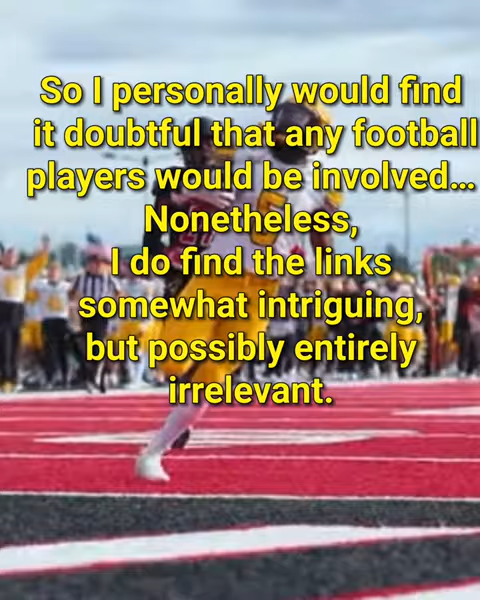 So I personally would find
it doubtful that any football
players would be involved...
Nonetheless,
I do find the links
somewhat intriguing,
but possibly entirely
irrelevant.